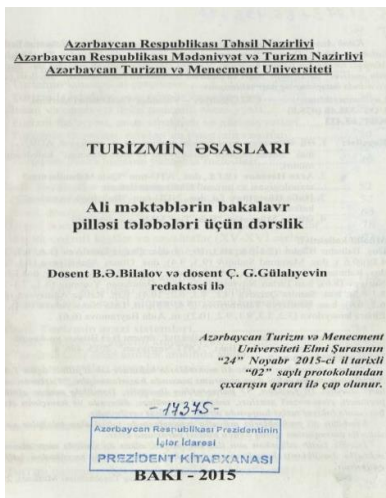 Azərbaycan Respublikası Təhsil Nazirliyi
Azərbaycan Respublikası Mədəniyyət və Turizm Nazirliyi
Azərbaycan Turizm və Menecment Universiteti
TURİZMİN ƏSASLARI
Ali məktəblərin bakalavr
pilləsi tələbələri üçün dərslik
Dosent B.Ə.Bilalov və dosent Ç. G.Gülalıyevin
redaktəsi ilə
Azərbaycan Turizm və Menecment
Universiteti Elmi Şurasının
“24” Noyabr 2015-ci il tarixli
“02” saylı protokolundan
çıxarışın qərarı ilə çap olunur.
- 17375-
Azərbaycan Respublikası Prezidentinin
İşlər İdarəsi
PREZİDENT KİTABXANASI
BAKI - 2015